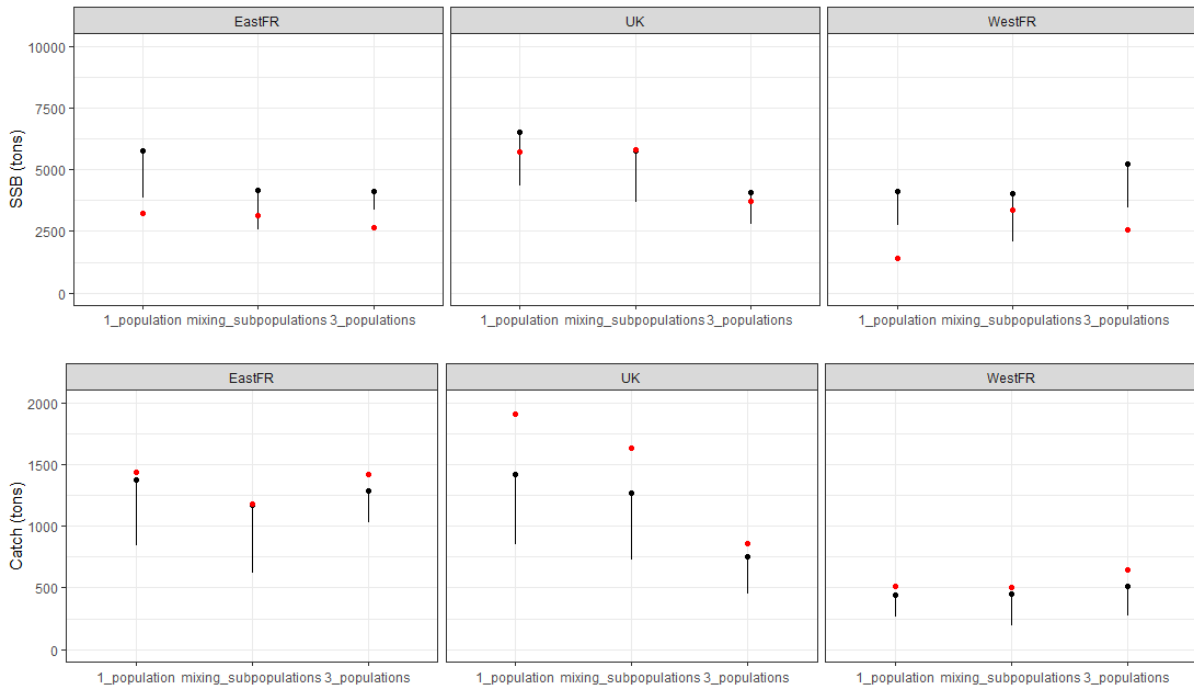 EastFR UK WestFR
10000
7500
5000
2500
0
SSB (tons)
1_population mixing_subpopulations 3_populations 1_population mixing_subpopulations 3_populations 1_population mixing_subpopulations 3_populations
EastFR UK WestFR
2000
1500
1000
500
0
Catch (tons)
1_population mixing_subpopulations 3_populations 1_population mixing_subpopulations 3_populations 1_population mixing_subpopulations 3_populations